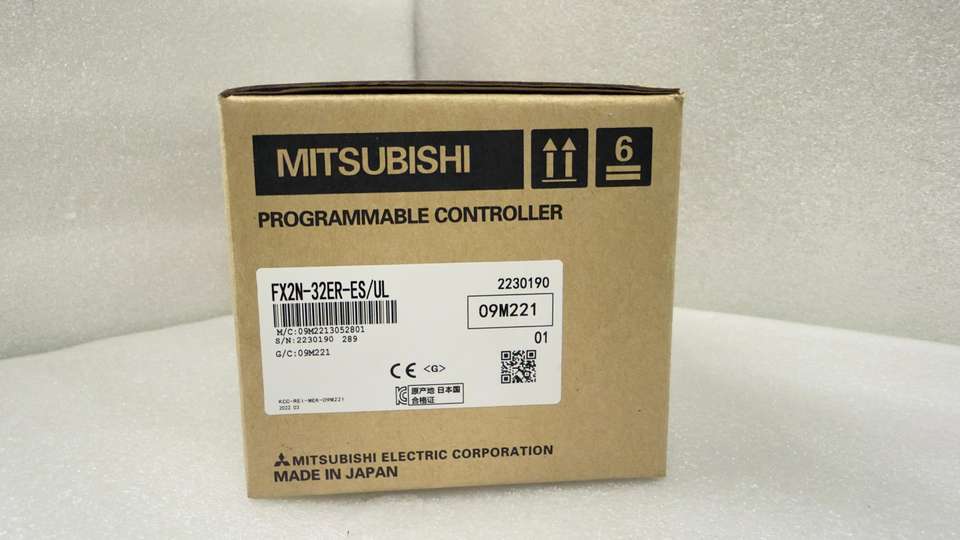 MITSUBISHI
6
PROGRAMMABLE CONTROLLER
FX2N-32ER-ES/UL
2230190
09M221
M/C:09M2213052801
S/N:2230190 289
01
G/C:09M221
CE <G>
原产地 日本国
合格证
KCC-REI-MEK-09M221
2022 03
MITSUBISHI ELECTRIC CORPORATION
MADE IN JAPAN